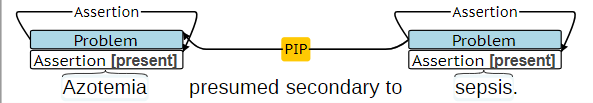 Assertion Assertion
Problem PIP Problem
Assertion [present] Assertion [present]
Azotemia presumed secondary to sepsis.